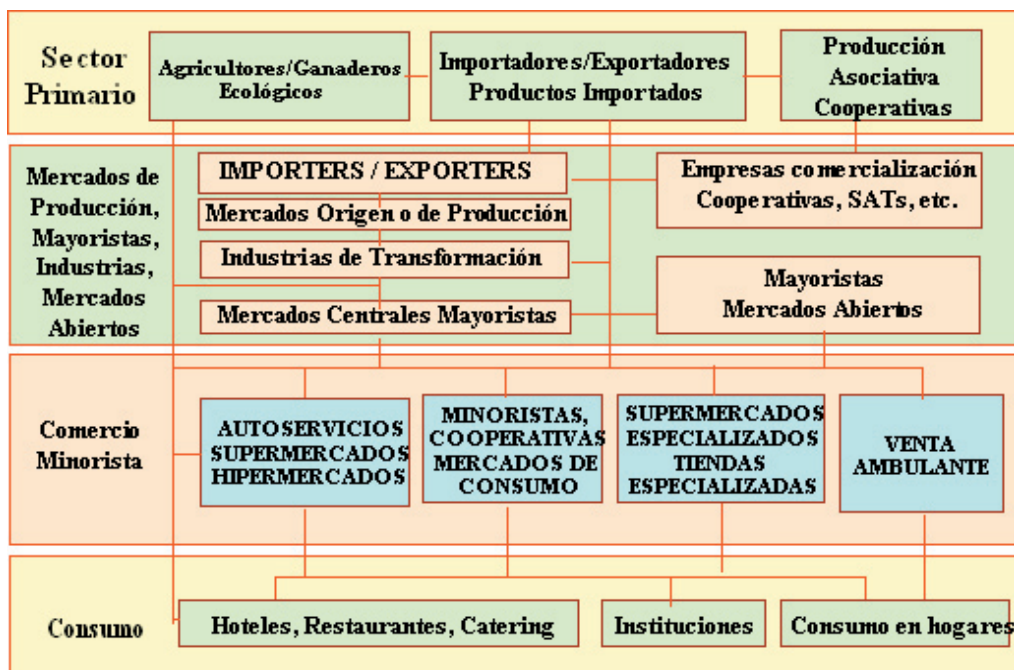 Sector
Primario
Agricultores/Ganaderos
Ecológicos
Importadores/Exportadores
Productos Importados
Producción
Asociativa
Cooperativas
Mercados de
Producción,
Mayoristas,
Industrias,
Mercados
Abiertos
IMPORTERS / EXPORTERS
Mercados Origen o de Producción
Industrias de Transformación
Mercados Centrales Mayoristas
Empresas comercialización
Cooperativas, SATs, etc.
Mayoristas
Mercados Abiertos
Comercio
Minorista
AUTOSERVICIOS
SUPERMERCADOS
HIPERMERCADOS
MINORISTAS,
COOPERATIVAS
MERCADOS DE
CONSUMO
SUPERMERCADOS
ESPECIALIZADOS
TIENDAS
ESPECIALIZADAS
VENTA
AMBULANTE
Consumo
Hoteles, Restaurantes, Catering
Instituciones
Consumo en hogares